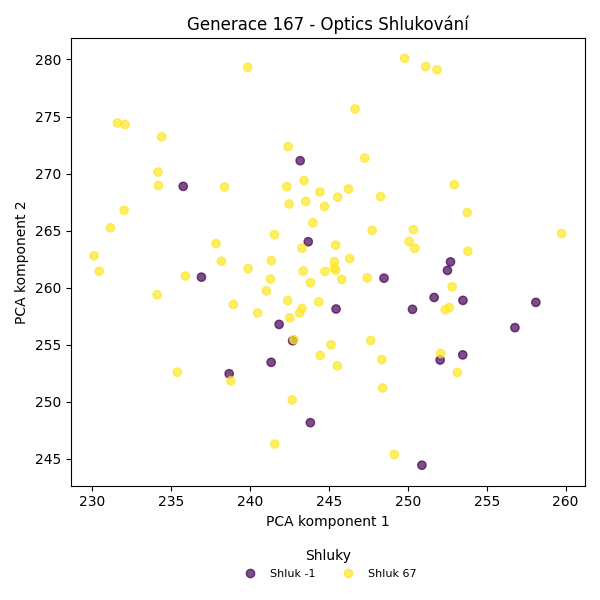 Generace 167 - Optics Shlukování
PCA komponent 2
280
275
270
265
260
255
250
245
230
235
240
245
250
255
260
PCA komponent 1
Shluky
Shluk -1
Shluk 67